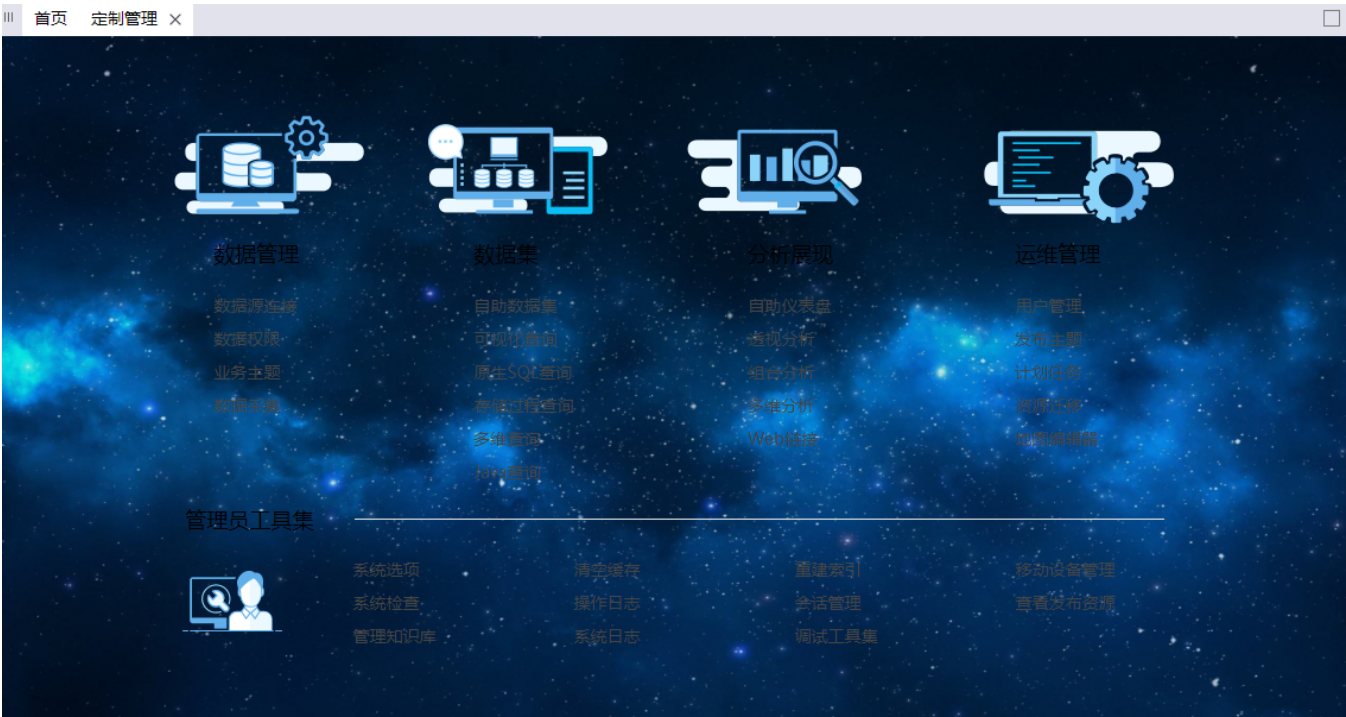 首页 定制管理
数据管理 数据集 分析展现 运维管理
数据源连接 自助数据集 自助仪表盘 用户管理
数据权限 可视化查询 透视分析 发布主题
业务主题 原生SQL查询 组合分析 计划任务
数据采集 存储过程查询 多维分析 资源迁移
多维查询 Web链接 地图编辑器
Java查询
管理员工具集
系统选项 清空缓存 重建索引 移动设备管理
系统检查 操作日志 会话管理 查看发布资源
管理知识库 系统日志 调试工具集